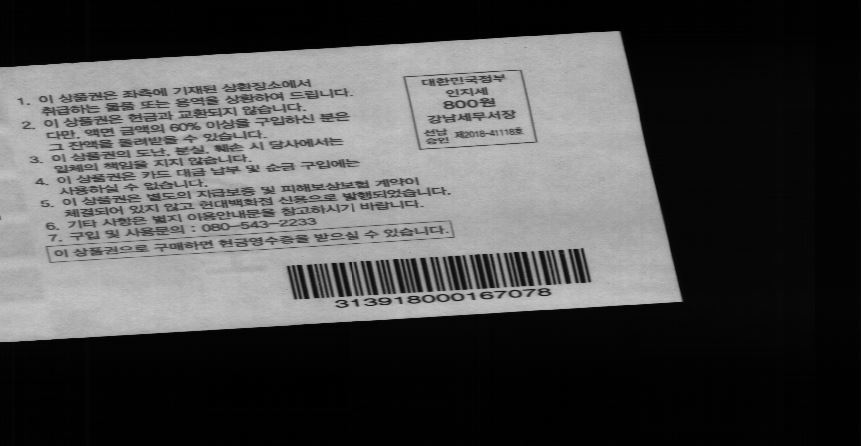 1. 이 상품권은 좌측에 기재된 상환장소에서
취급하는 물품 또는 용역을 상환하여 드립니다.
2. 이 상품권은 현금과 교환되지 않습니다.
다만, 액면 금액의 60% 이상을 구입하신 분은
그 잔액을 돌려받을 수 있습니다.
3. 이 상품권의 도난, 분실, 훼손 시 당사에서는
일체의 책임을 지지 않습니다.
4. 이 상품권은 카드 대금 납부 및 순금 구입에는
사용하실 수 없습니다.
5. 이 상품권은 별도의 지급보증 및 피해보상보험 계약이
체결되어 있지 않고 현대백화점 신용으로 발행되었습니다.
6. 기타 사항은 별지 이용안내문을 참고하시기 바랍니다.
7. 구입 및 사용문의 : 080-543-2233
이 상품권으로 구매하면 현금영수증을 받으실 수 있습니다.
대한민국정부
인지세
800원
강남세무서장
선납
승인 제2018-41118호
313918000167078